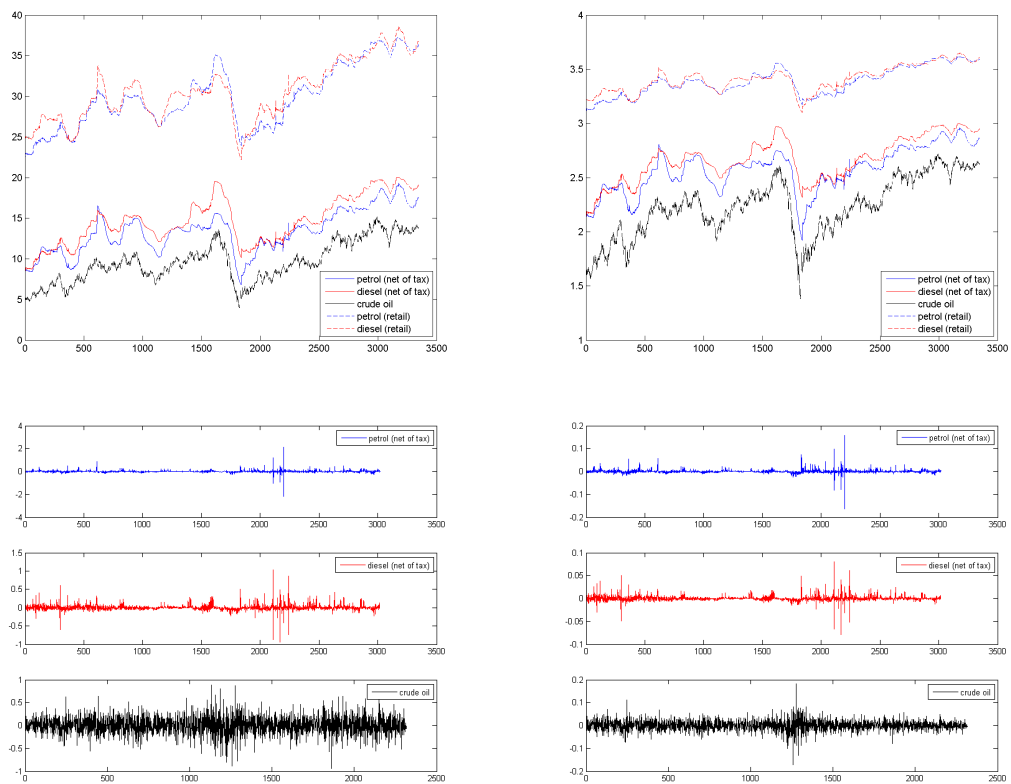 40
35
30
25
20
15
10
5
0
0 500 1000 1500 2000 2500 3000 3500
petrol (net of tax)
diesel (net of tax)
crude oil
petrol (retail)
diesel (retail)
4
3.5
3
2.5
2
1.5
1
0 500 1000 1500 2000 2500 3000 3500
petrol (net of tax)
diesel (net of tax)
crude oil
petrol (retail)
diesel (retail)
4
2
0
-2
-4
0 500 1000 1500 2000 2500 3000 3500
petrol (net of tax)
0.2
0.1
0
-0.1
-0.2
0 500 1000 1500 2000 2500 3000 3500
petrol (net of tax)
1.5
1
0.5
0
-0.5
-1
0 500 1000 1500 2000 2500 3000 3500
diesel (net of tax)
0.1
0.05
0
-0.05
-0.1
0 500 1000 1500 2000 2500 3000 3500
diesel (net of tax)
1
0.5
0
-0.5
-1
0 500 1000 1500 2000 2500
crude oil
0.2
0.1
0
-0.1
-0.2
0 500 1000 1500 2000 2500
crude oil